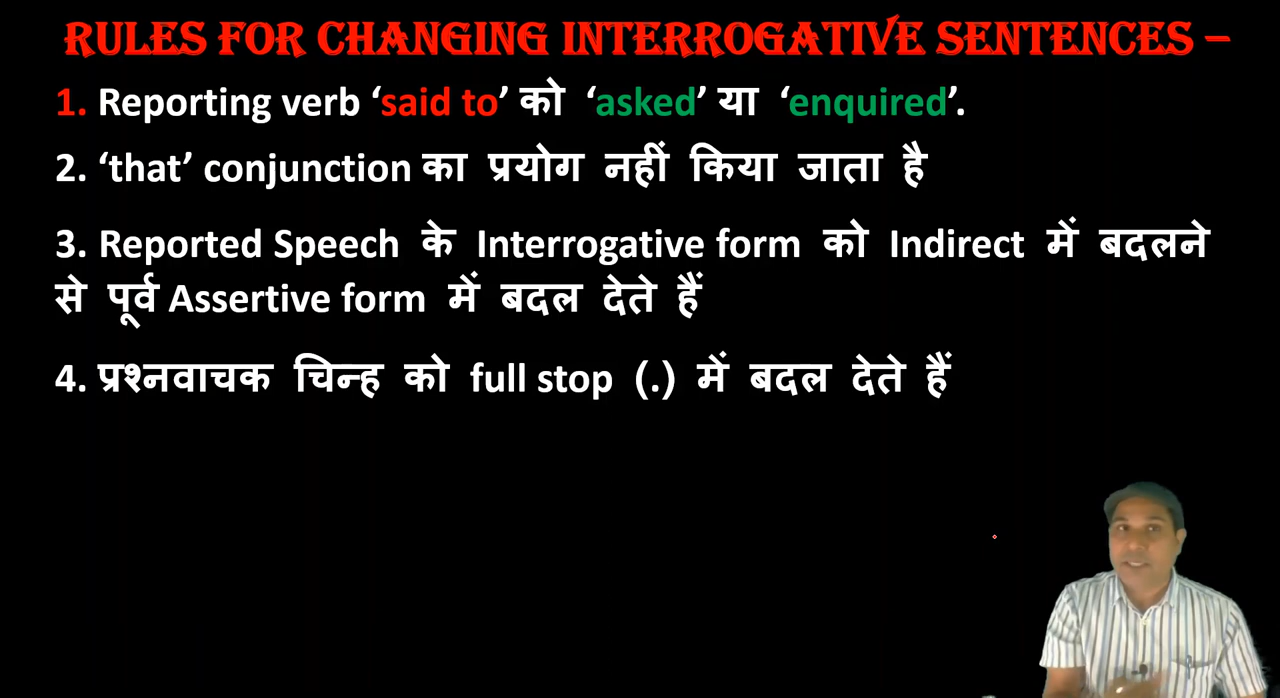 RULES FOR CHANGING INTERROGATIVE SENTENCES –
1. Reporting verb ‘said to’ को ‘asked’ या ‘enquired’.
2. ‘that’ conjunction का प्रयोग नहीं किया जाता है
3. Reported Speech के Interrogative form को Indirect में बदलने
से पूर्व Assertive form में बदल देते हैं
4. प्रश्नवाचक चिन्ह को full stop (.) में बदल देते हैं